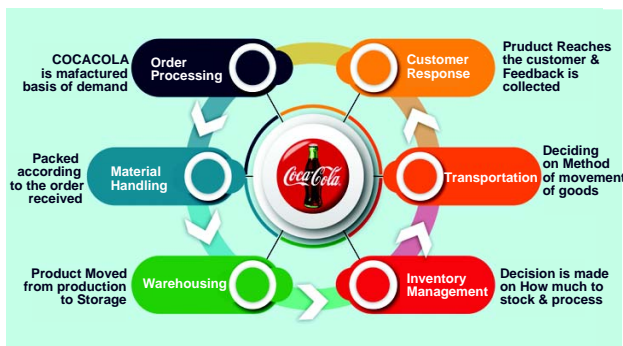 COCACOLA
is mafactured
basis of demand
Order
Processing
Customer
Response
Pruduct Reaches
the customer &
Feedback is
collected
Packed
according
to the order
received
Material
Handling
Coca-Cola
Transportation
Deciding
on Method
of movement
of goods
Product Moved
from production
to Storage
Warehousing
Inventory
Management
Decision is made
on How much to
stock & process